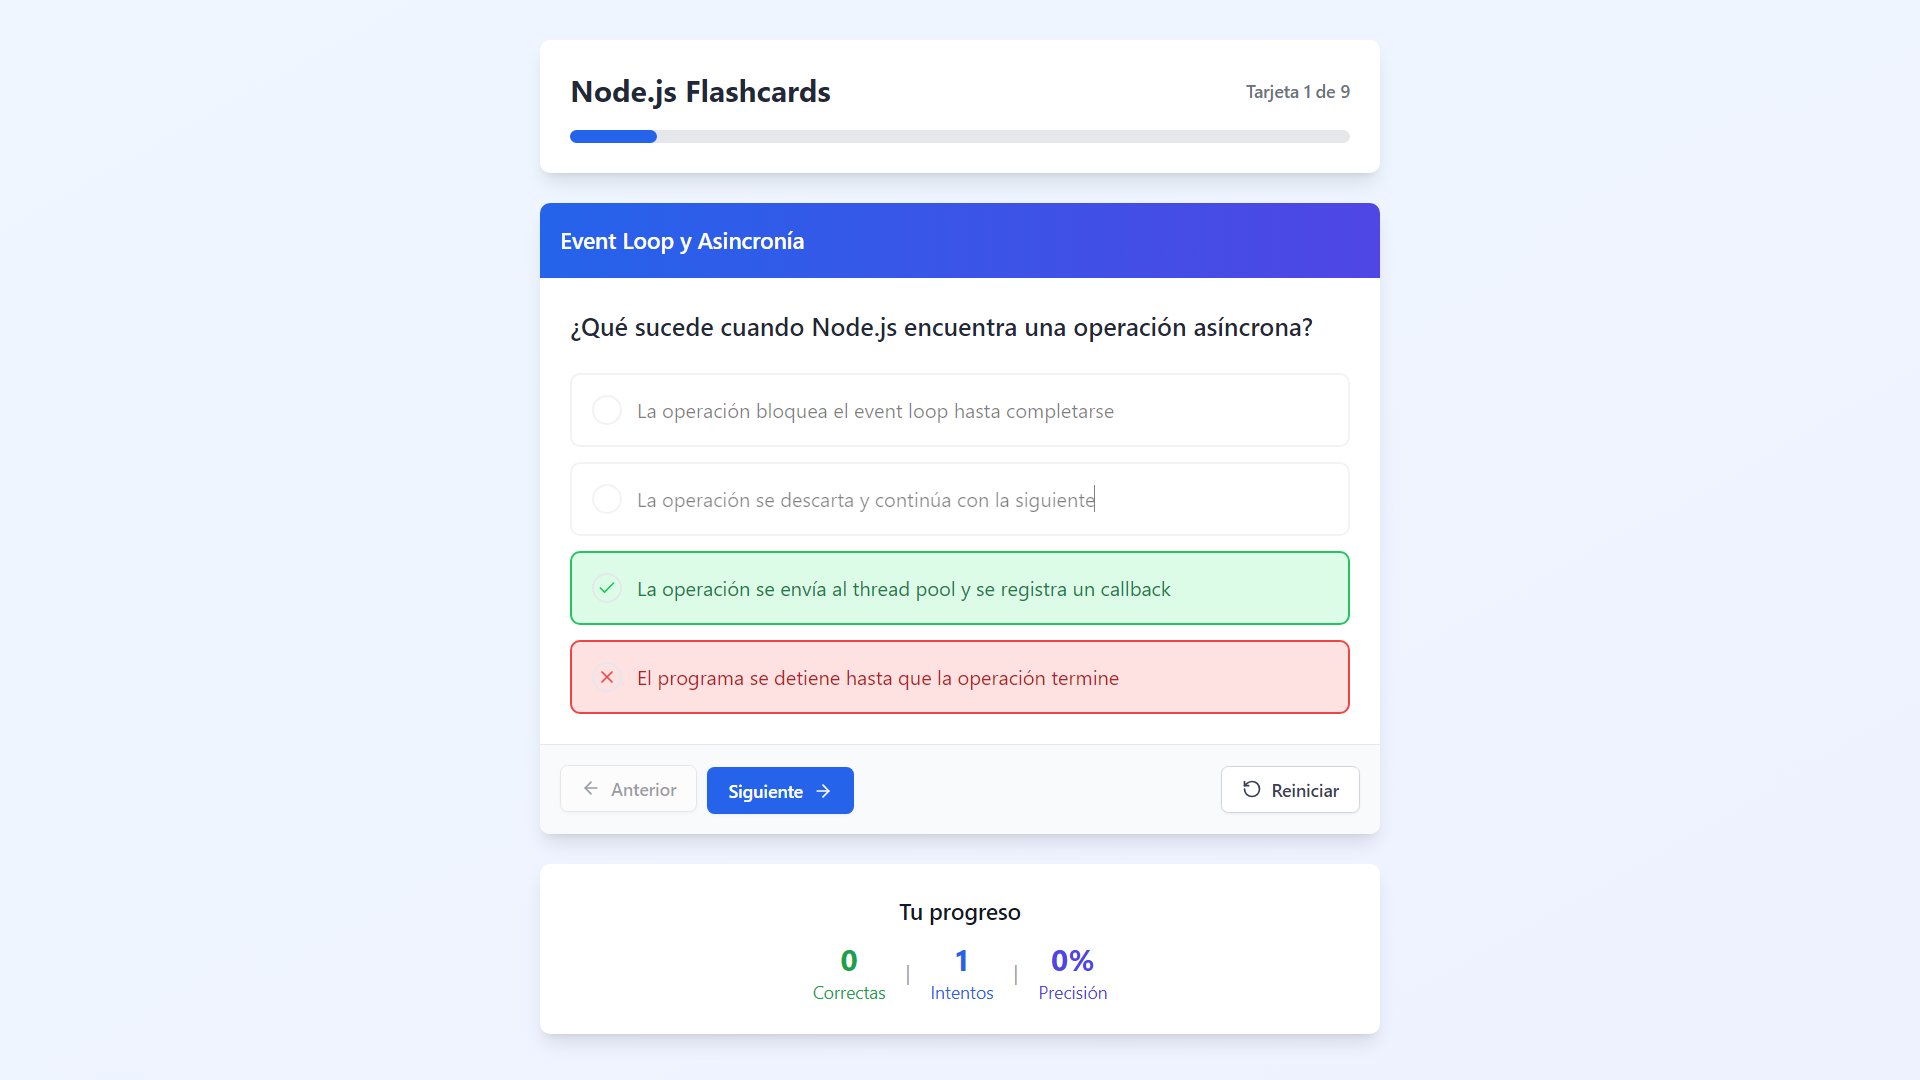 Node.js Flashcards
Tarjeta 1 de 9
Event Loop y Asincronía
¿Qué sucede cuando Node.js encuentra una operación asíncrona?
La operación bloquea el event loop hasta completarse
La operación se descarta y continúa con la siguiente
La operación se envía al thread pool y se registra un callback
El programa se detiene hasta que la operación termine
Anterior
Siguiente
Reiniciar
Tu progreso
0 | 1 | 0%
Correctas Intentos Precisión